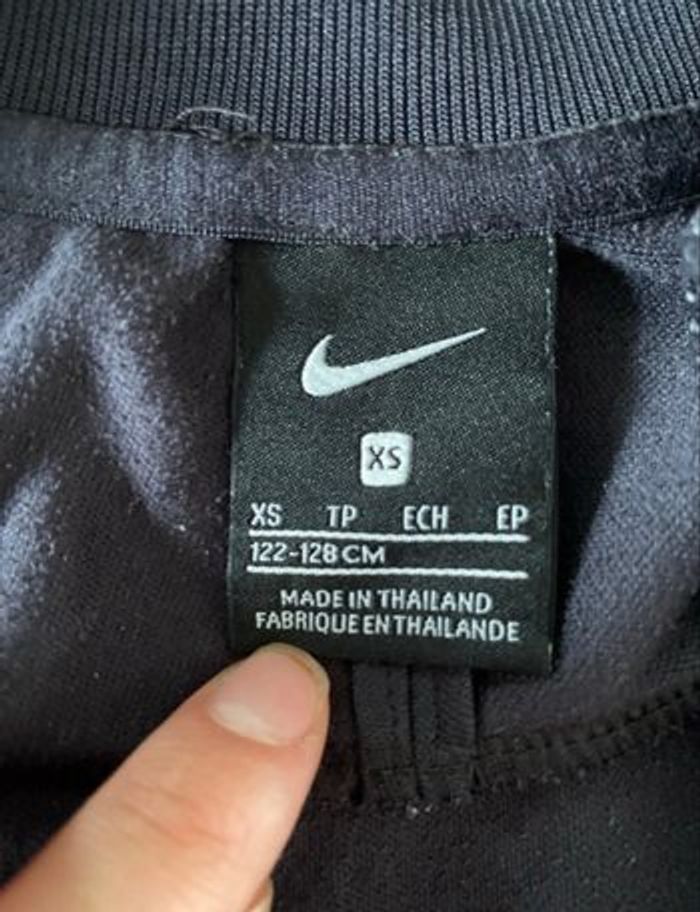 XS
XS TP ECH EP
122-128 CM
MADE IN THAILAND
FABRIQUE EN THAILANDE